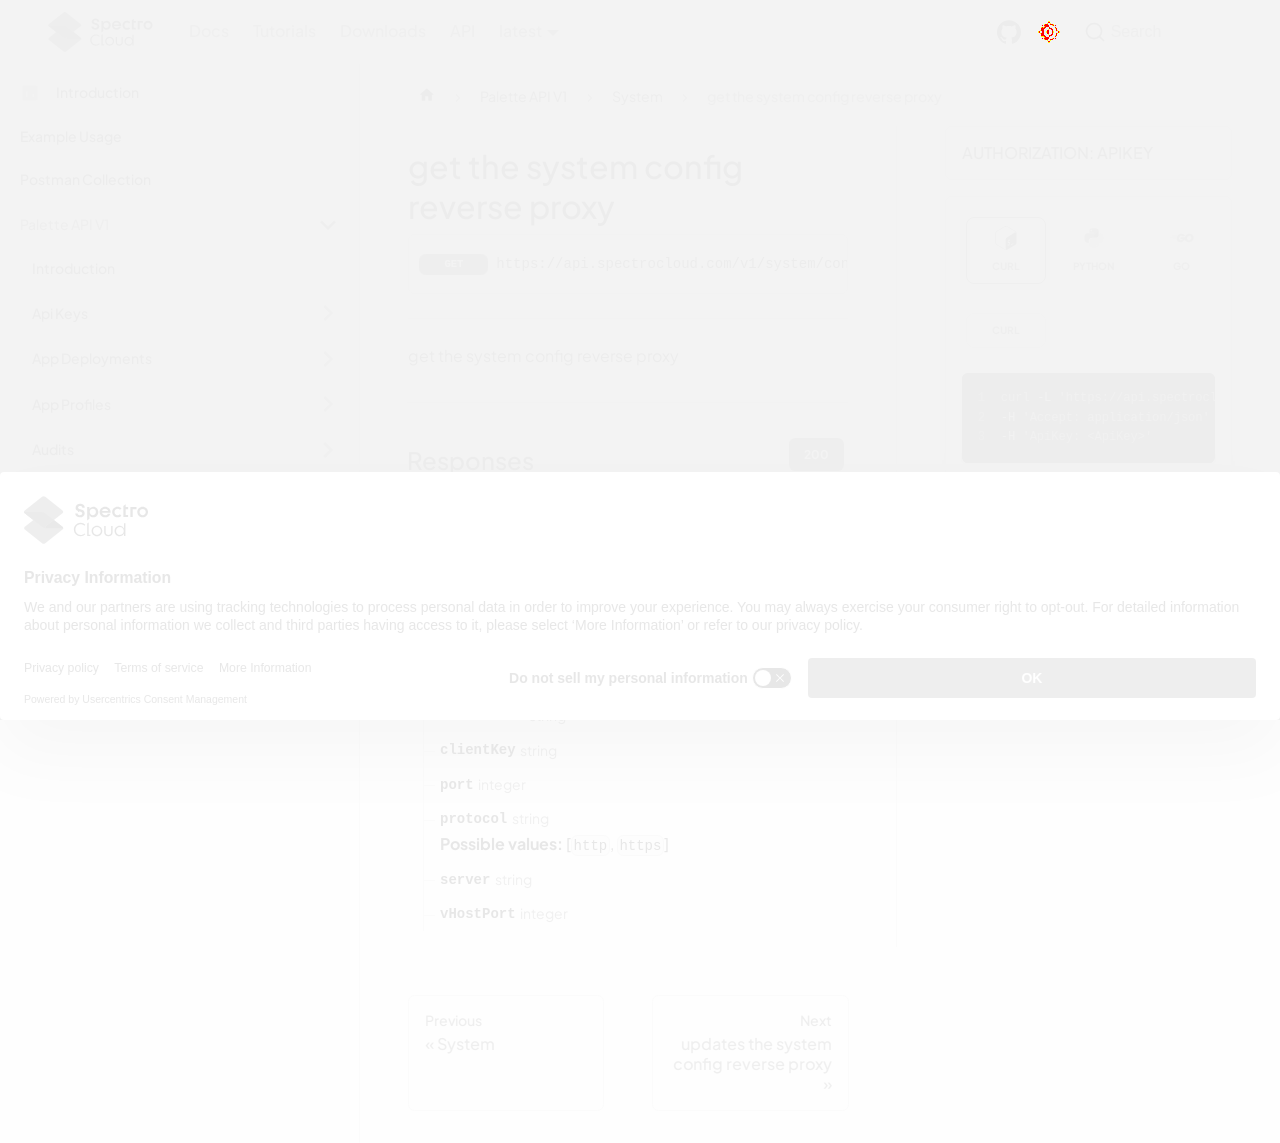 Spectro Cloud
Docs Tutorials Downloads API latest
Search
Introduction
Example Usage
Postman Collection
Palette API V1
Introduction
Api Keys
App Deployments
App Profiles
Audits
Palette API V1
System
get the system config reverse proxy
get the system config
reverse proxy
GET https://api.spectrocloud.com/v1/system/con
get the system config reverse proxy
Responses
200
AUTHORIZATION: APIKEY
CURL PYTHON GO
CURL
Spectro
Cloud
Privacy Information
We and our partners are using tracking technologies to process personal data in order to improve your experience. You may always exercise your consumer right to opt-out. For detailed information
about personal information we collect and third parties having access to it, please select ‘More Information’ or refer to our privacy policy.
Privacy policy Terms of service More Information
Powered by Usercentrics Consent Management
Do not sell my personal information
OK
clientKey string
port integer
protocol string
Possible values: [http, https]
server string
vHostPort integer
Previous
« System
Next
updates the system
config reverse proxy
»